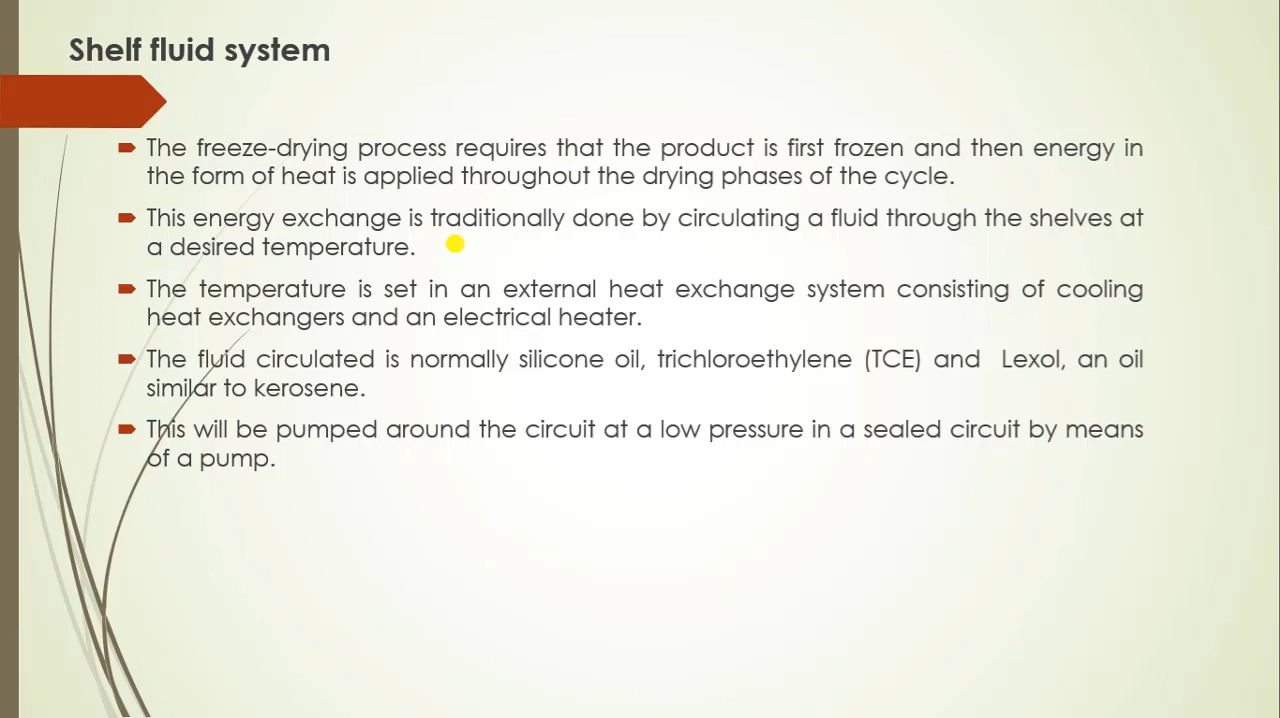 Shelf fluid system
The freeze-drying process requires that the product is first frozen and then energy in
the form of heat is applied throughout the drying phases of the cycle.
This energy exchange is traditionally done by circulating a fluid through the shelves at
a desired temperature.
The temperature is set in an external heat exchange system consisting of cooling
heat exchangers and an electrical heater.
The fluid circulated is normally silicone oil, trichloroethylene (TCE) and Lexol, an oil
similar to kerosene.
This will be pumped around the circuit at a low pressure in a sealed circuit by means
of a pump.